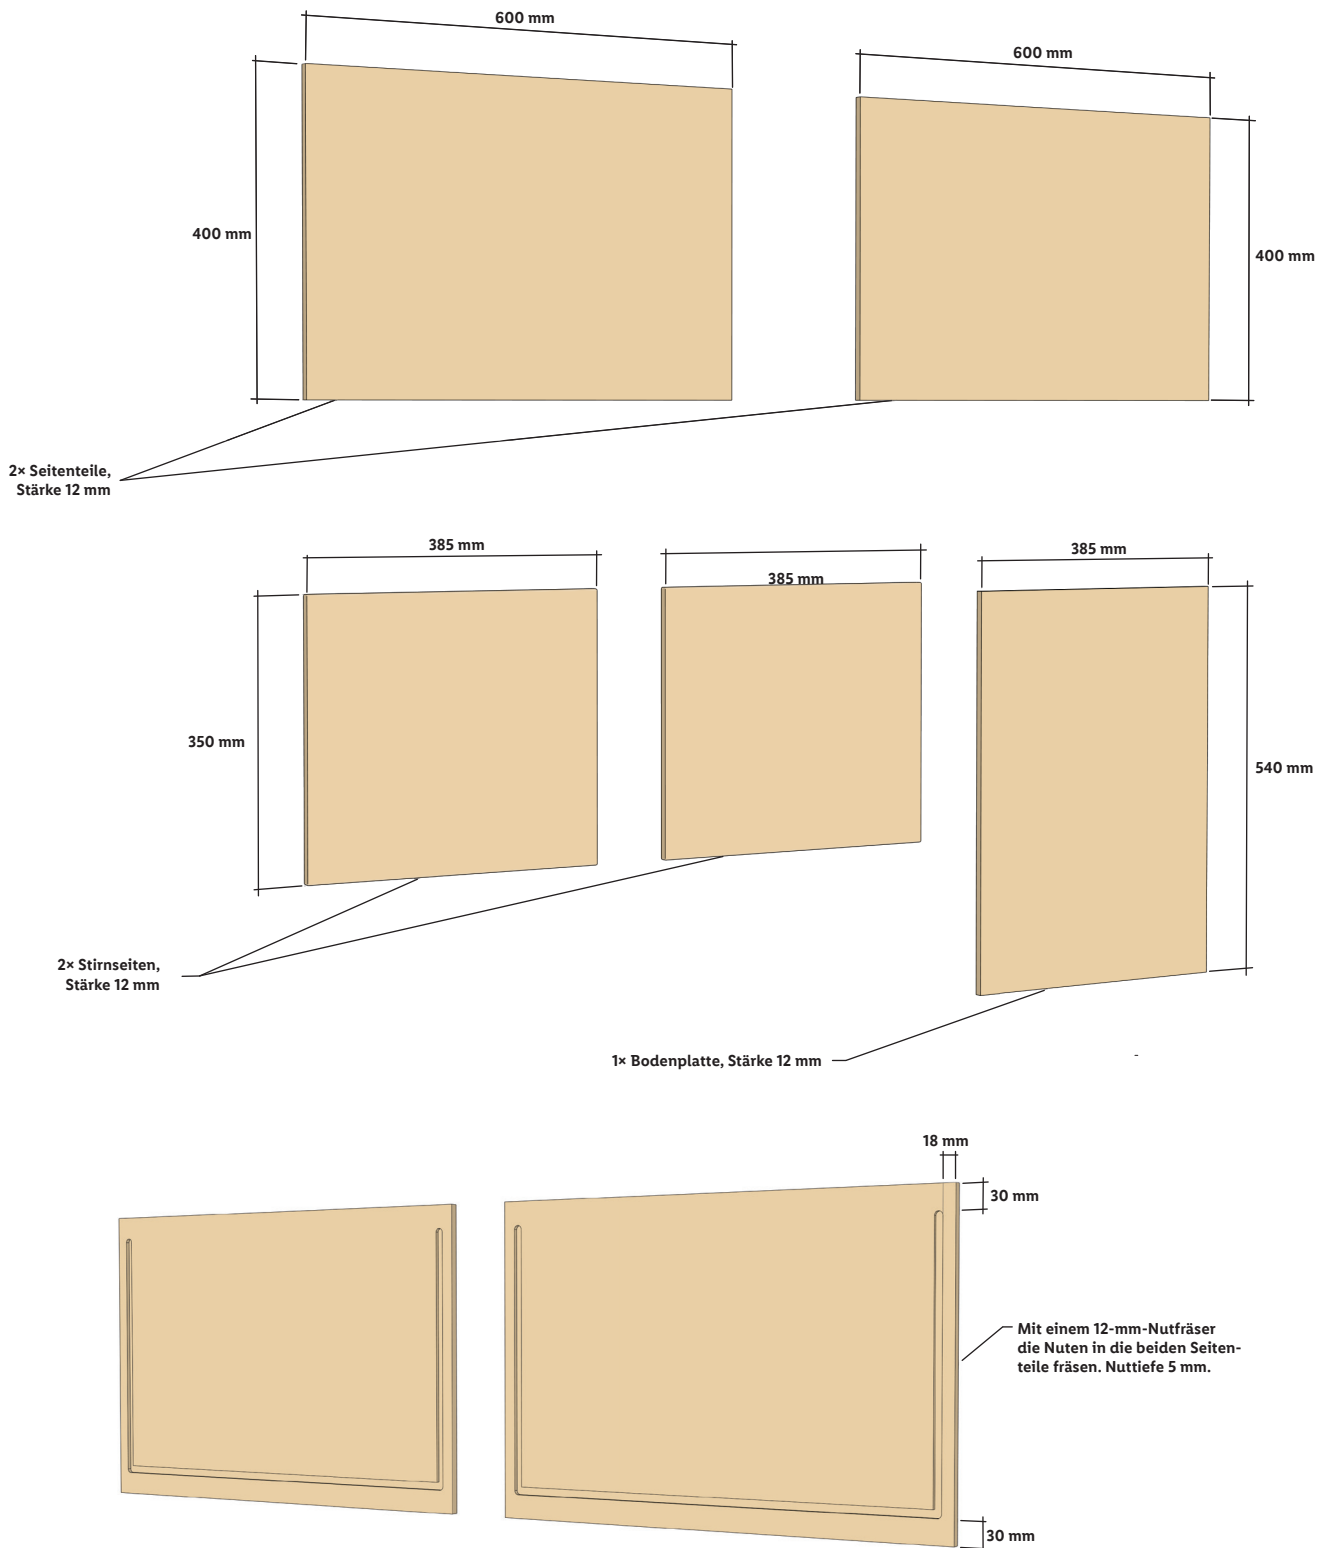 600 mm
600 mm
400 mm
400 mm
2× Seitenteile,
Stärke 12 mm
385 mm
385 mm
385 mm
350 mm
540 mm
2× Stirnseiten,
Stärke 12 mm
1× Bodenplatte, Stärke 12 mm
18 mm
30 mm
Mit einem 12-mm-Nutfräser
die Nuten in die beiden Seiten-
teile fräsen. Nuttiefe 5 mm.
30 mm